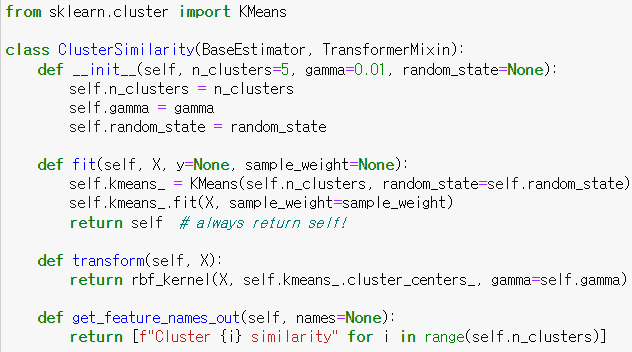 from sklearn.cluster import KMeans

class ClusterSimilarity(BaseEstimator, TransformerMixin):
    def __init__(self, n_clusters=5, gamma=0.01, random_state=None):
        self.n_clusters = n_clusters
        self.gamma = gamma
        self.random_state = random_state

    def fit(self, X, y=None, sample_weight=None):
        self.kmeans_ = KMeans(self.n_clusters, random_state=self.random_state)
        self.kmeans_.fit(X, sample_weight=sample_weight)
        return self  # always return self!

    def transform(self, X):
        return rbf_kernel(X, self.kmeans_.cluster_centers_, gamma=self.gamma)

    def get_feature_names_out(self, names=None):
        return [f"Cluster {i} similarity" for i in range(self.n_clusters)]